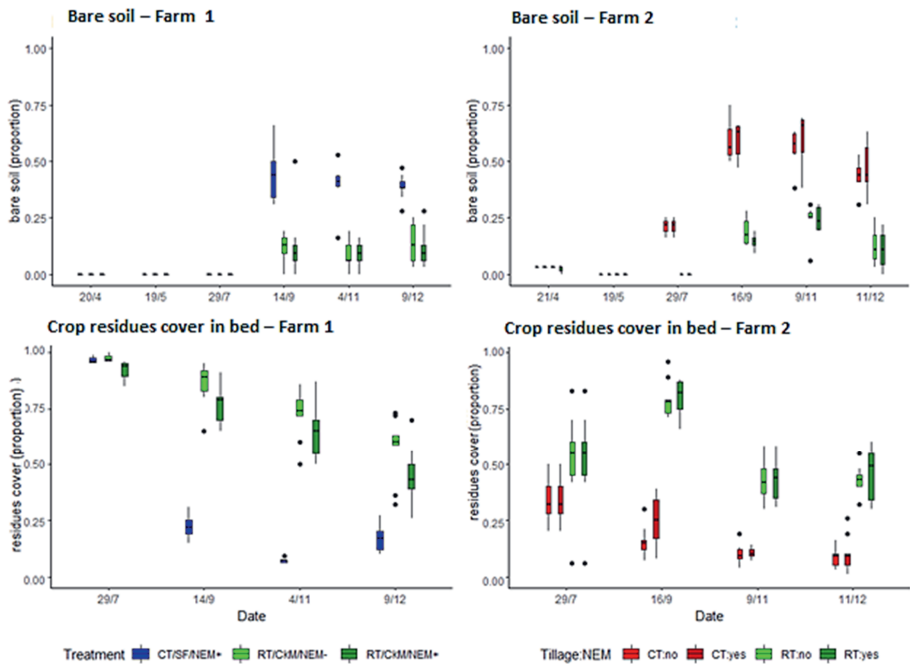 Bare soil – Farm 1
Bare soil – Farm 2
bare soil (proportion)
1.00
0.75
0.50
0.25
0.00
20/4 19/5 29/7 14/9 4/11 9/12
bare soil (proportion)
1.00
0.75
0.50
0.25
0.00
21/4 19/5 29/7 16/9 9/11 11/12
Crop residues cover in bed – Farm 1
Crop residues cover in bed – Farm 2
residues cover (proportion)
1.00
0.75
0.50
0.25
0.00
29/7 14/9 4/11 9/12
Date
residues cover (proportion)
1.00
0.75
0.50
0.25
0.00
29/7 16/9 9/11 11/12
Date
Treatment CT/SF/NEM+ RT/CkM/NEM- RT/CkM/NEM+
Tillage:NEM CT:no CT:yes RT:no RT:yes